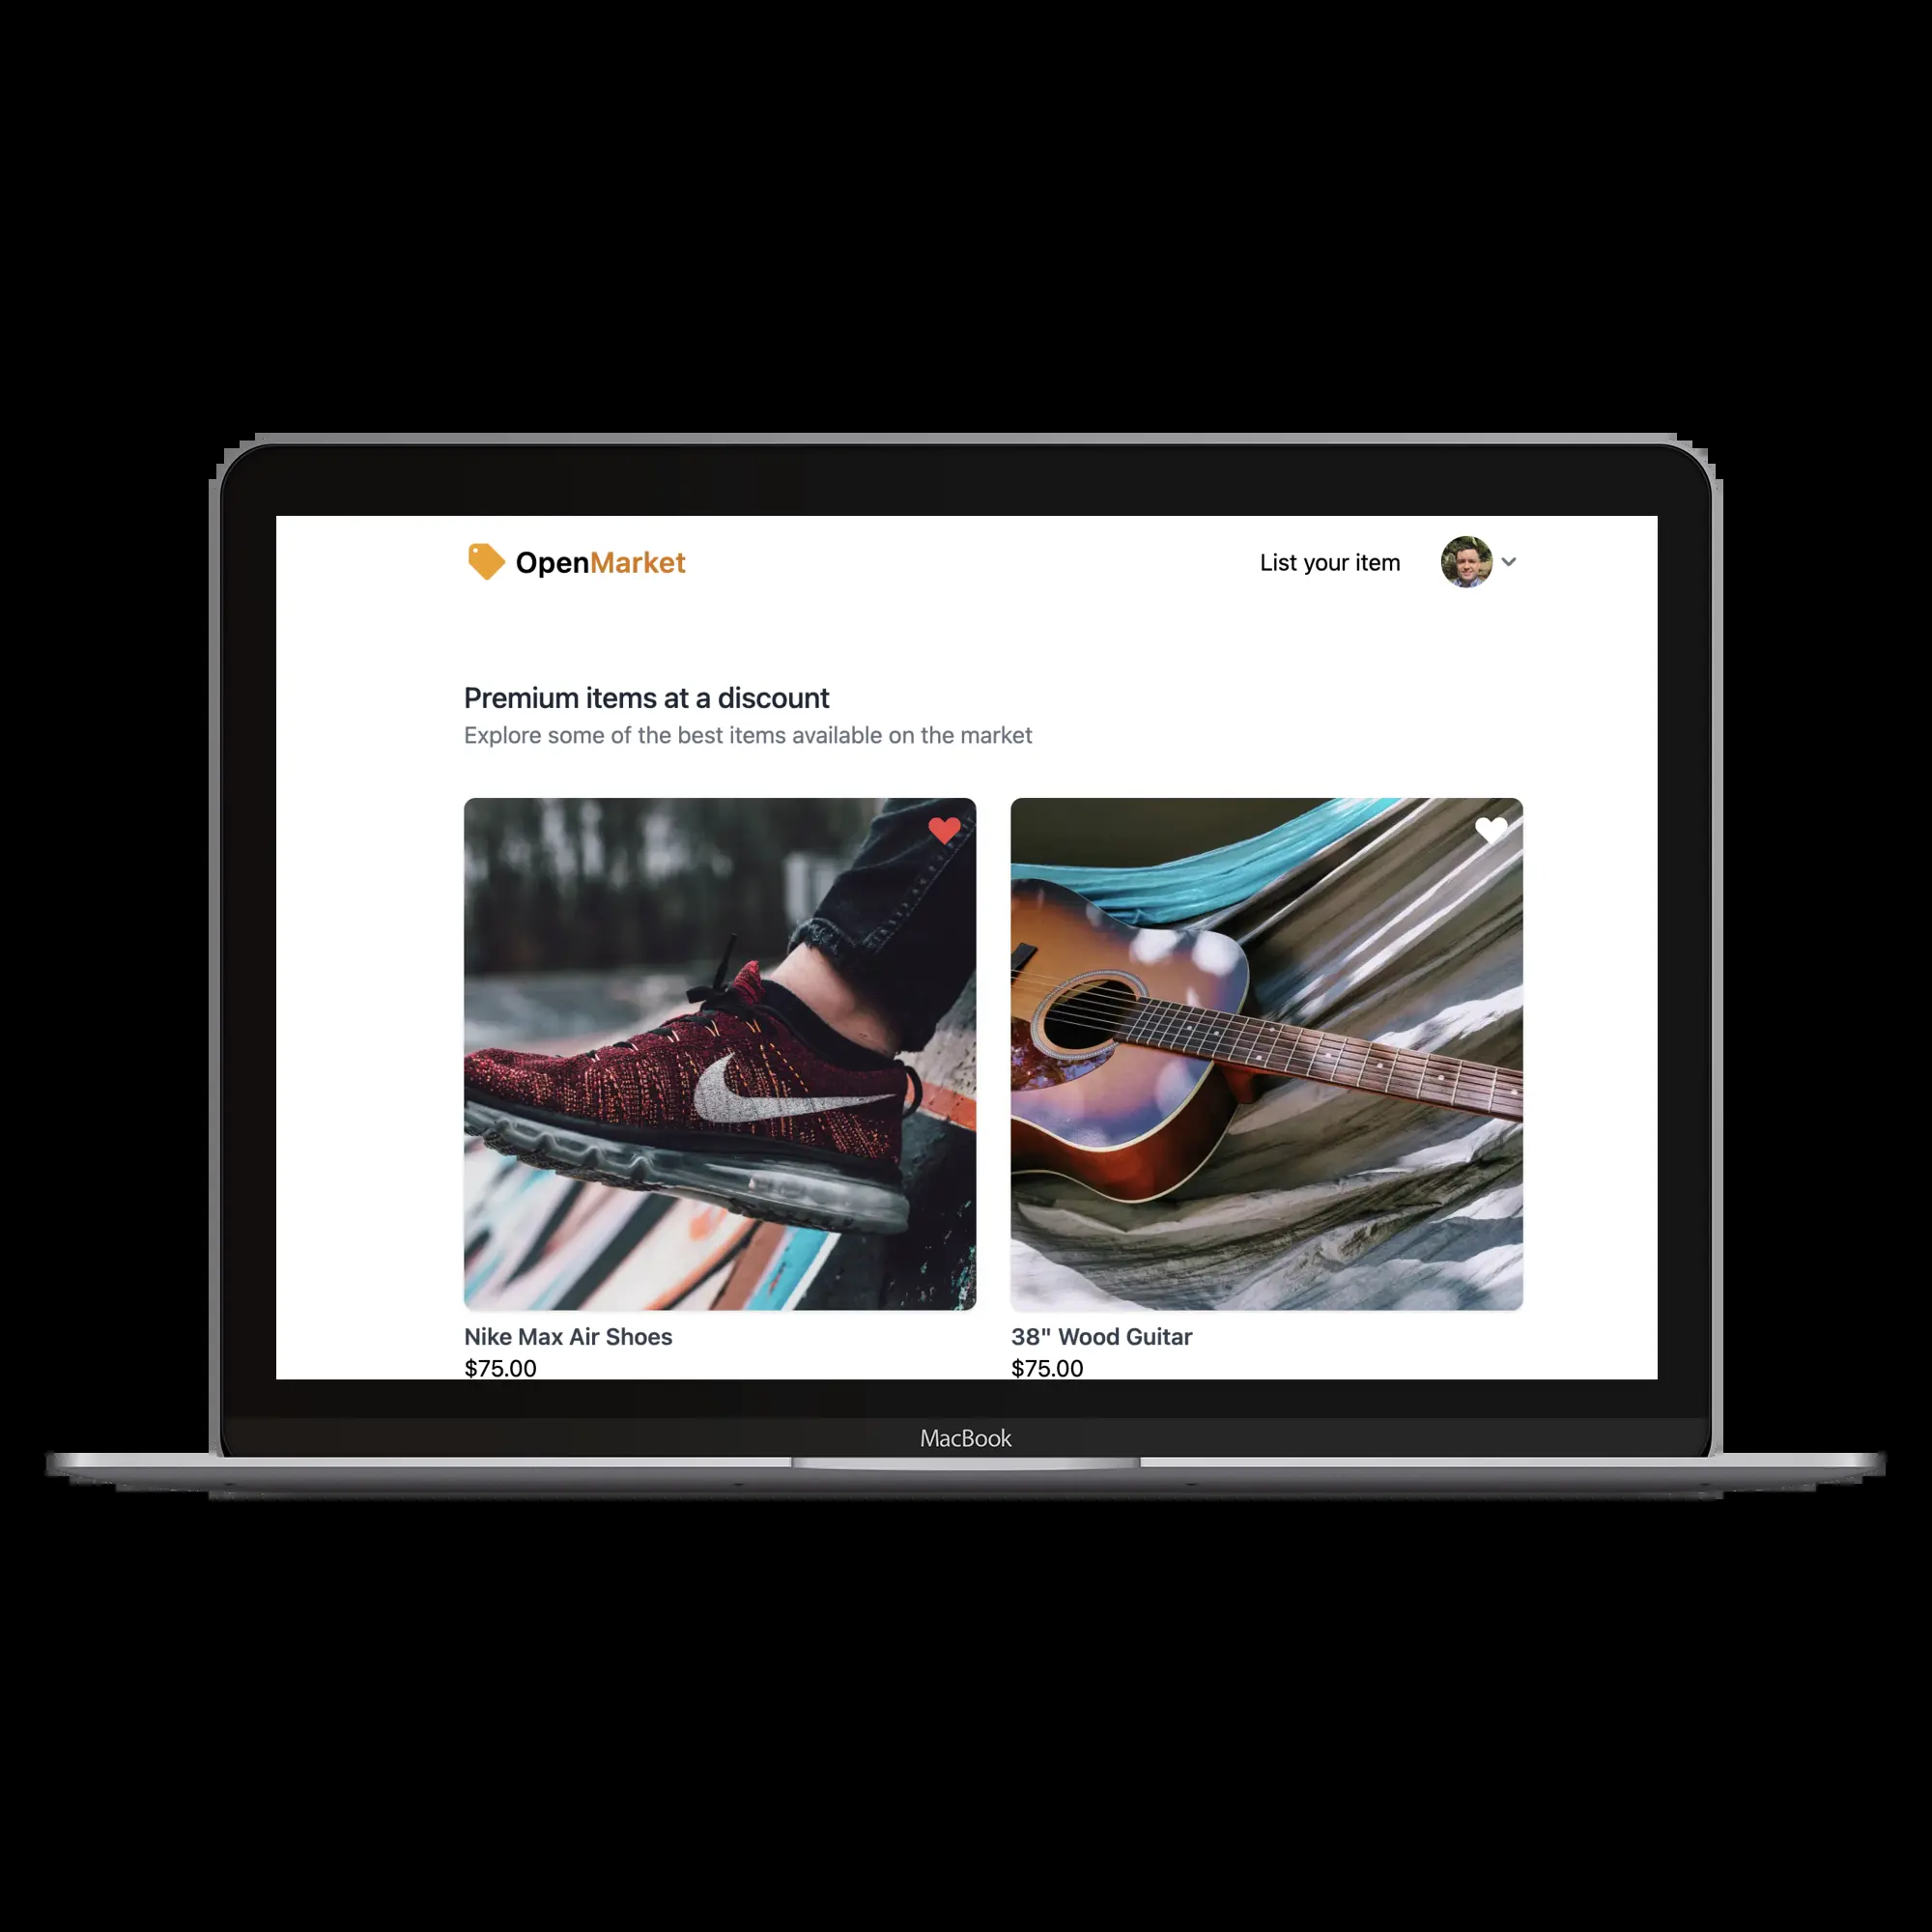 OpenMarket
List your item
Premium items at a discount
Explore some of the best items available on the market
Nike Max Air Shoes
$75.00
38" Wood Guitar
$75.00
MacBook